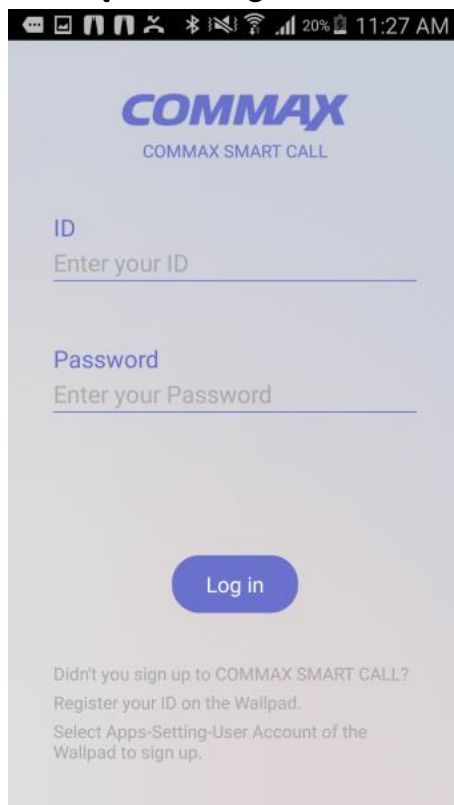 20% 11:27 AM
COMMAX
COMMAX SMART CALL
ID
Enter your ID
Password
Enter your Password
Log in
Didn't you sign up to COMMAX SMART CALL?
Register your ID on the Wallpad.
Select Apps-Setting-User Account of the
Wallpad to sign up.